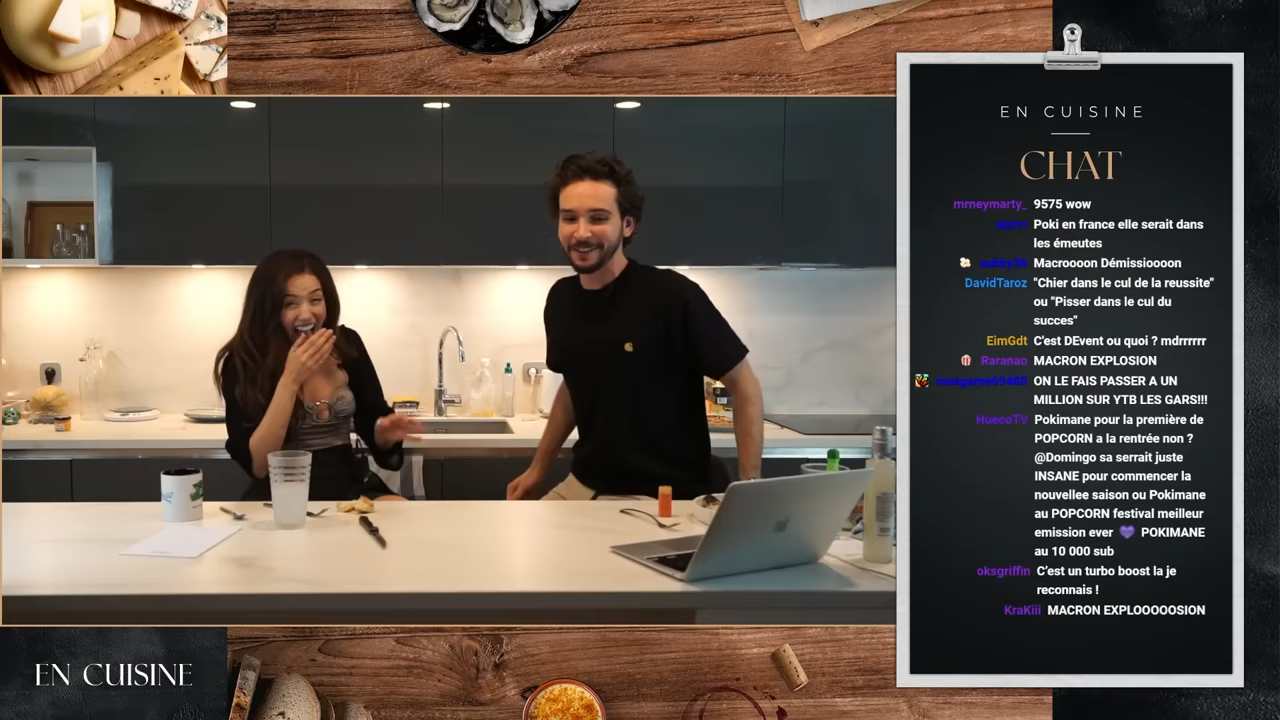 EN CUISINE
CHAT
mrneymarty_ 9575 wow
Poki en france elle serait dans
les émeutes
Macroooon Démissioooon
DavidTaroz "Chier dans le cul de la reussite"
ou "Pisser dans le cul du
succes"
EimGdt C'est DEvent ou quoi ? mdrrrrrr
Raranao MACRON EXPLOSION
ON LE FAIS PASSER A UN
MILLION SUR YTB LES GARS!!!
HuecoTV Pokimane pour la première de
POPCORN a la rentrée non ?
@Domingo sa serrait juste
INSANE pour commencer la
nouvellee saison ou Pokimane
au POPCORN festival meilleur
emission ever 💜 POKIMANE
au 10 000 sub
oksgriffin C'est un turbo boost la je
reconnais !
KraKiii MACRON EXPLOOOOOSION
EN CUISINE